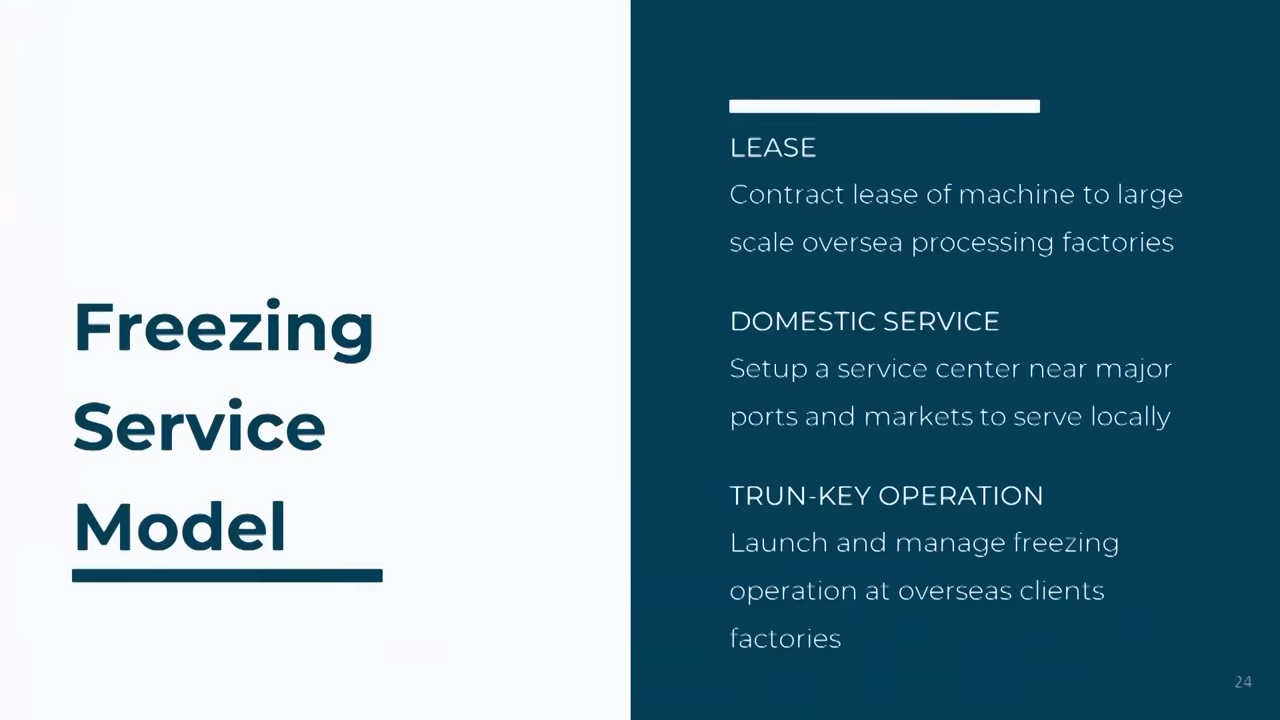 Freezing
Service
Model
LEASE
Contract lease of machine to large
scale oversea processing factories
DOMESTIC SERVICE
Setup a service center near major
ports and markets to serve locally
TRUN-KEY OPERATION
Launch and manage freezing
operation at overseas clients
factories
24